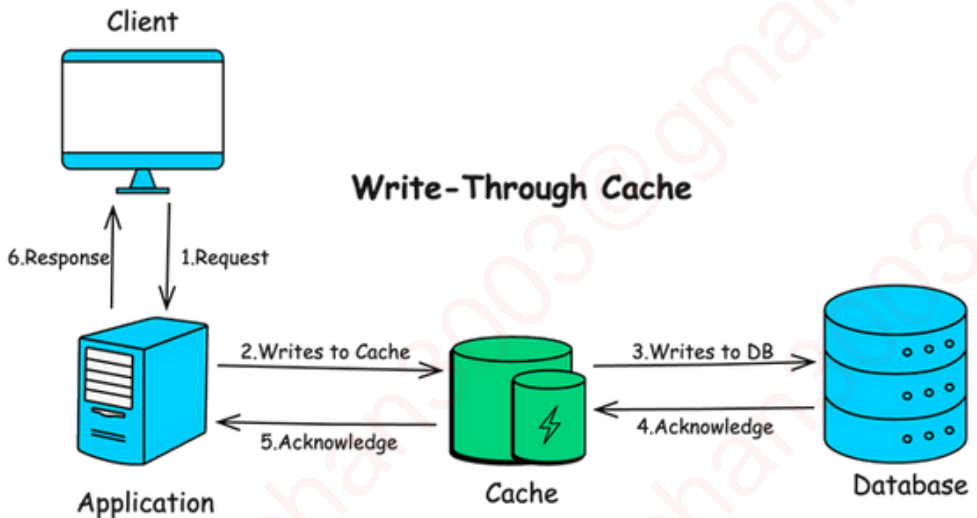 Client
Write-Through Cache
6.Response
1.Request
2.Writes to Cache
3.Writes to DB
5.Acknowledge
4.Acknowledge
Application
Cache
Database